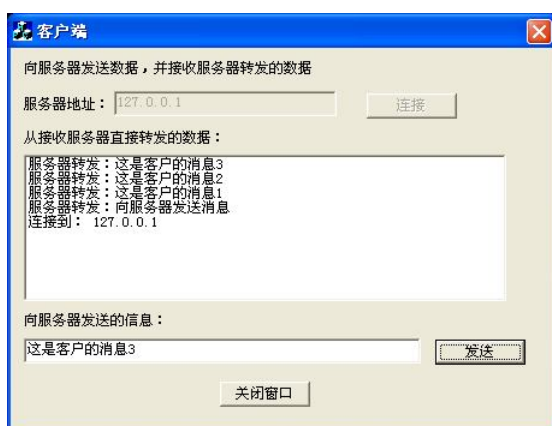 客户端
向服务器发送数据，并接收服务器转发的数据
服务器地址： 127.0.0.1 连接
从接收服务器直接转发的数据：
服务器转发：这是客户的消息3
服务器转发：这是客户的消息2
服务器转发：这是客户的消息1
服务器转发：向服务器发送消息
连接到： 127.0.0.1
向服务器发送的信息：
这是客户的消息3 发送
关闭窗口